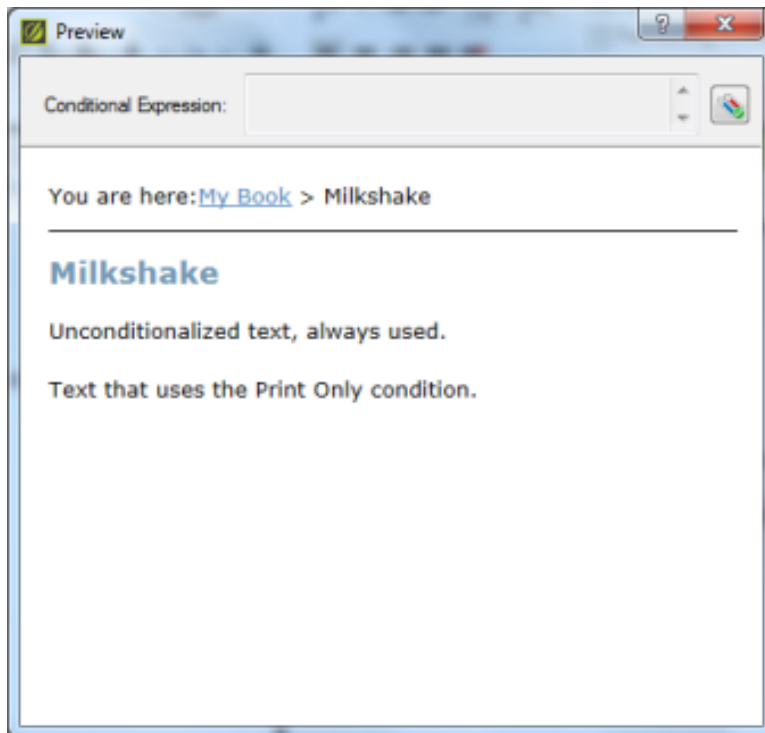 Preview
Conditional Expression:
You are here:My Book > Milkshake
Milkshake
Unconditionalized text, always used.
Text that uses the Print Only condition.